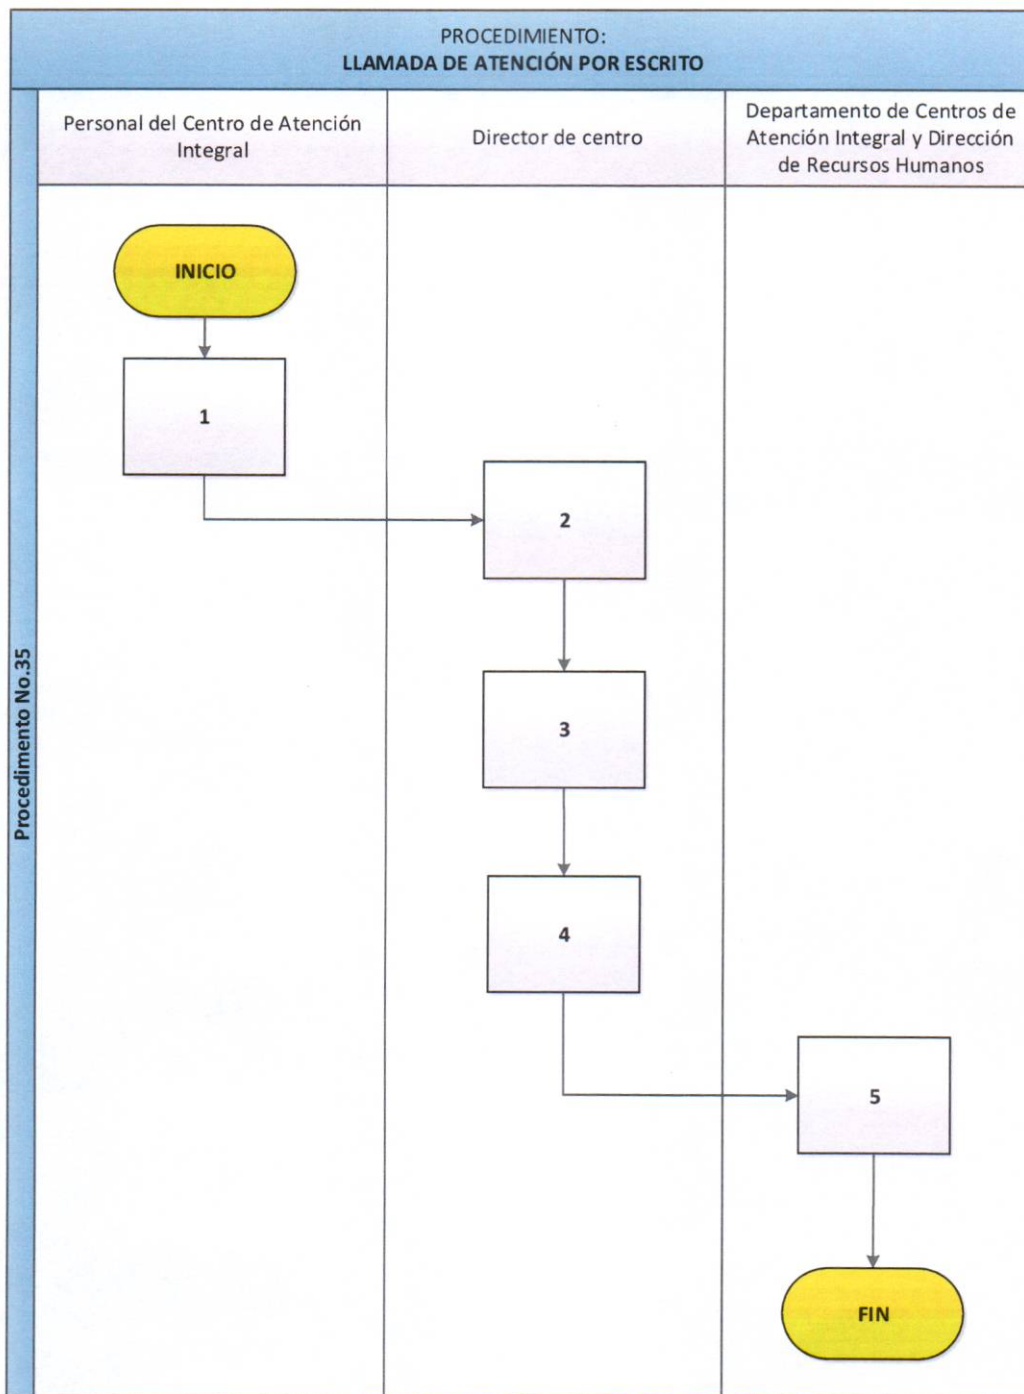 PROCEDIMIENTO:
LLAMADA DE ATENCIÓN POR ESCRITO
Personal del Centro de Atención
Integral
Director de centro
Departamento de Centros de
Atención Integral y Dirección
de Recursos Humanos
Procedimento No.35
INICIO
1
2
3
4
5
FIN